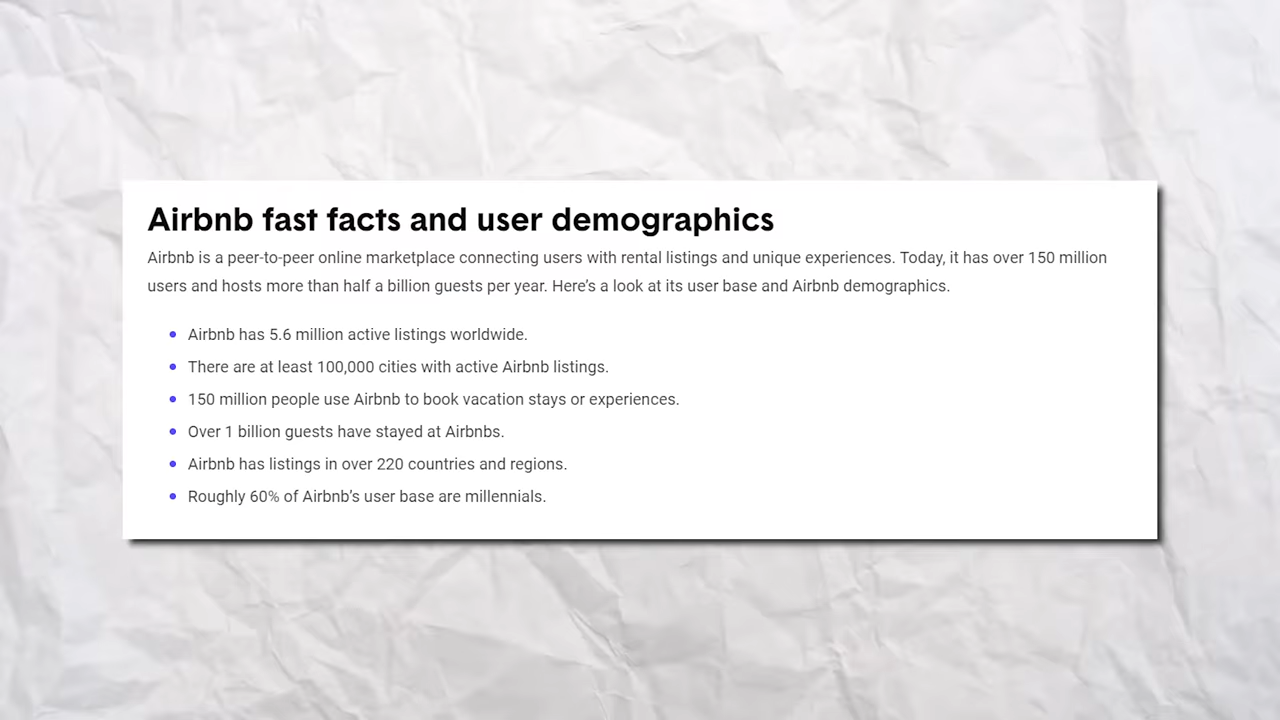 Airbnb fast facts and user demographics
Airbnb is a peer-to-peer online marketplace connecting users with rental listings and unique experiences. Today, it has over 150 million
users and hosts more than half a billion guests per year. Here’s a look at its user base and Airbnb demographics.
• Airbnb has 5.6 million active listings worldwide.
• There are at least 100,000 cities with active Airbnb listings.
• 150 million people use Airbnb to book vacation stays or experiences.
• Over 1 billion guests have stayed at Airbnbs.
• Airbnb has listings in over 220 countries and regions.
• Roughly 60% of Airbnb’s user base are millennials.